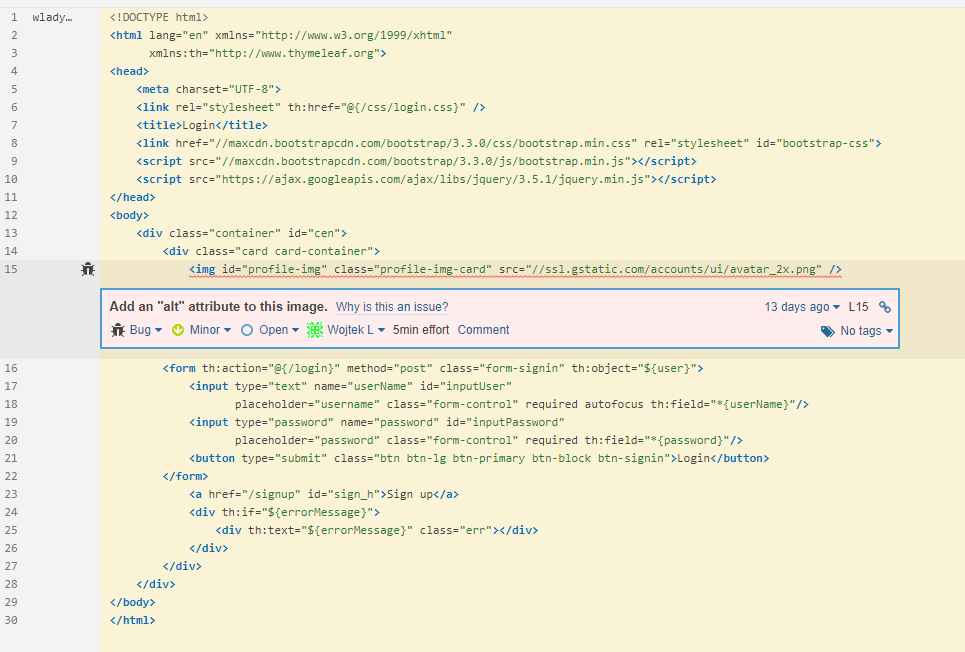 1 wlady… <!DOCTYPE html>
2 <html lang="en" xmlns="http://www.w3.org/1999/xhtml"
3 xmlns:th="http://www.thymeleaf.org">
4 <head>
5 <meta charset="UTF-8">
6 <link rel="stylesheet" th:href="@{/css/login.css}" />
7 <title>Login</title>
8 <link href="//maxcdn.bootstrapcdn.com/bootstrap/3.3.0/css/bootstrap.min.css" rel="stylesheet" id="bootstrap-css">
9 <script src="//maxcdn.bootstrapcdn.com/bootstrap/3.3.0/js/bootstrap.min.js"></script>
10 <script src="https://ajax.googleapis.com/ajax/libs/jquery/3.5.1/jquery.min.js"></script>
11 </head>
12 <body>
13 <div class="container" id="cen">
14 <div class="card card-container">
15 <img id="profile-img" class="profile-img-card" src="//ssl.gstatic.com/accounts/ui/avatar_2x.png" />
Add an "alt" attribute to this image. Why is this an issue? 13 days ago L15
Bug Minor Open Wojtek L 5min effort Comment No tags
16 <form th:action="@{/login}" method="post" class="form-signin" th:object="${user}">
17 <input type="text" name="userName" id="inputUser"
18 placeholder="username" class="form-control" required autofocus th:field="*{userName}"/>
19 <input type="password" name="password" id="inputPassword"
20 placeholder="password" class="form-control" required th:field="*{password}"/>
21 <button type="submit" class="btn btn-lg btn-primary btn-block btn-signin">Login</button>
22 </form>
23 <a href="/signup" id="sign_h">Sign up</a>
24 <div th:if="${errorMessage}">
25 <div th:text="${errorMessage}" class="err"></div>
26 </div>
27 </div>
28 </div>
29 </body>
30 </html>